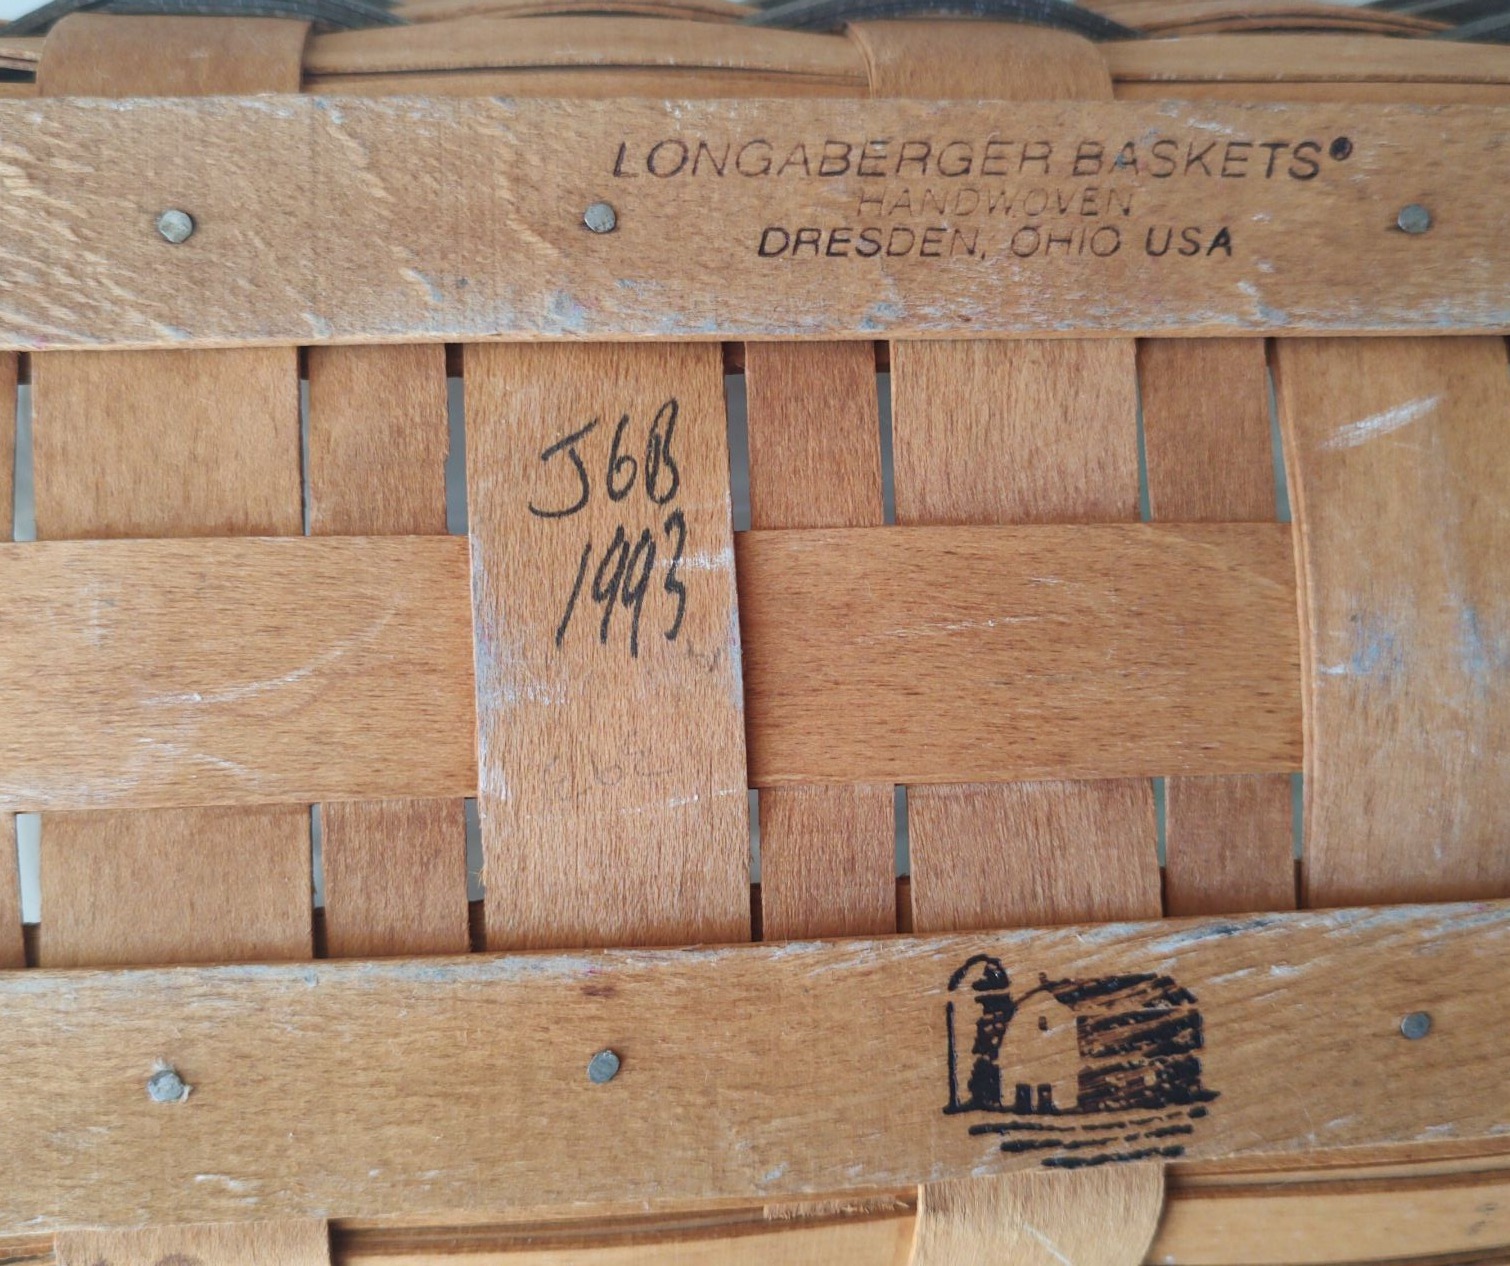 LONGABERGER BASKETS®
HANDWOVEN
DRESDEN, OHIO USA
JGB
1993